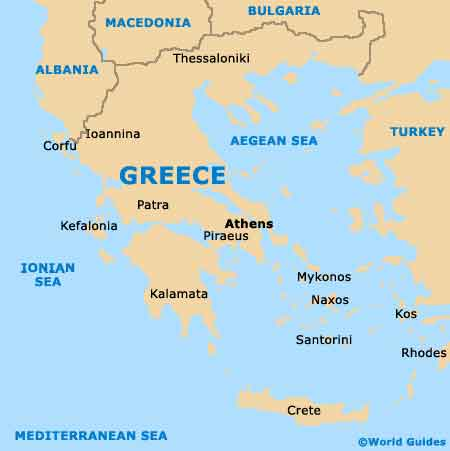 BULGARIA
MACEDONIA
Thessaloniki
ALBANIA
Ioannina
TURKEY
AEGEAN SEA
Corfu
GREECE
Patra
Kefalonia
Athens
Piraeus
IONIAN
SEA
Mykonos
Kalamata
Naxos
Kos
Santorini
Rhodes
Crete
MEDITERRANEAN SEA
©World Guides